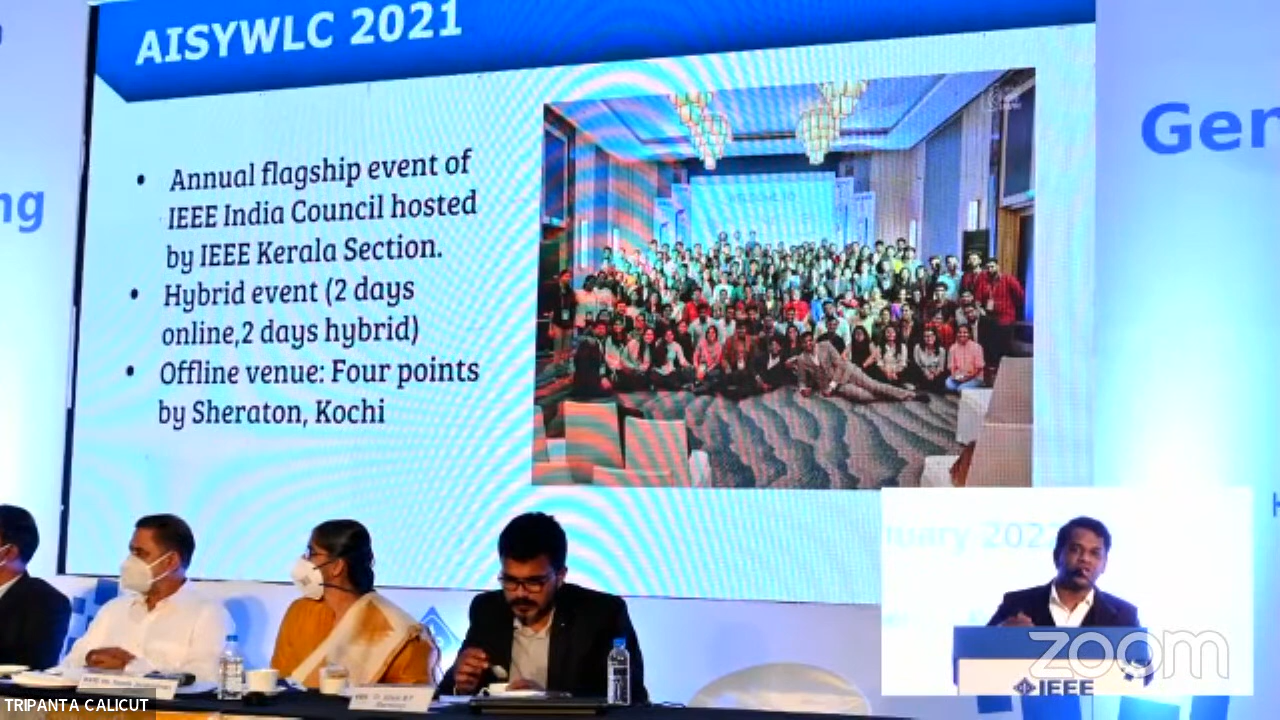 AISYWLC 2021
Annual flagship event of
IEEE India Council hosted
by IEEE Kerala Section.
Hybrid event (2 days
online,2 days hybrid)
Offline venue: Four points
by Sheraton, Kochi
Gen
ng
2022
zoom
IEEE
TRIPANTA CALICUT